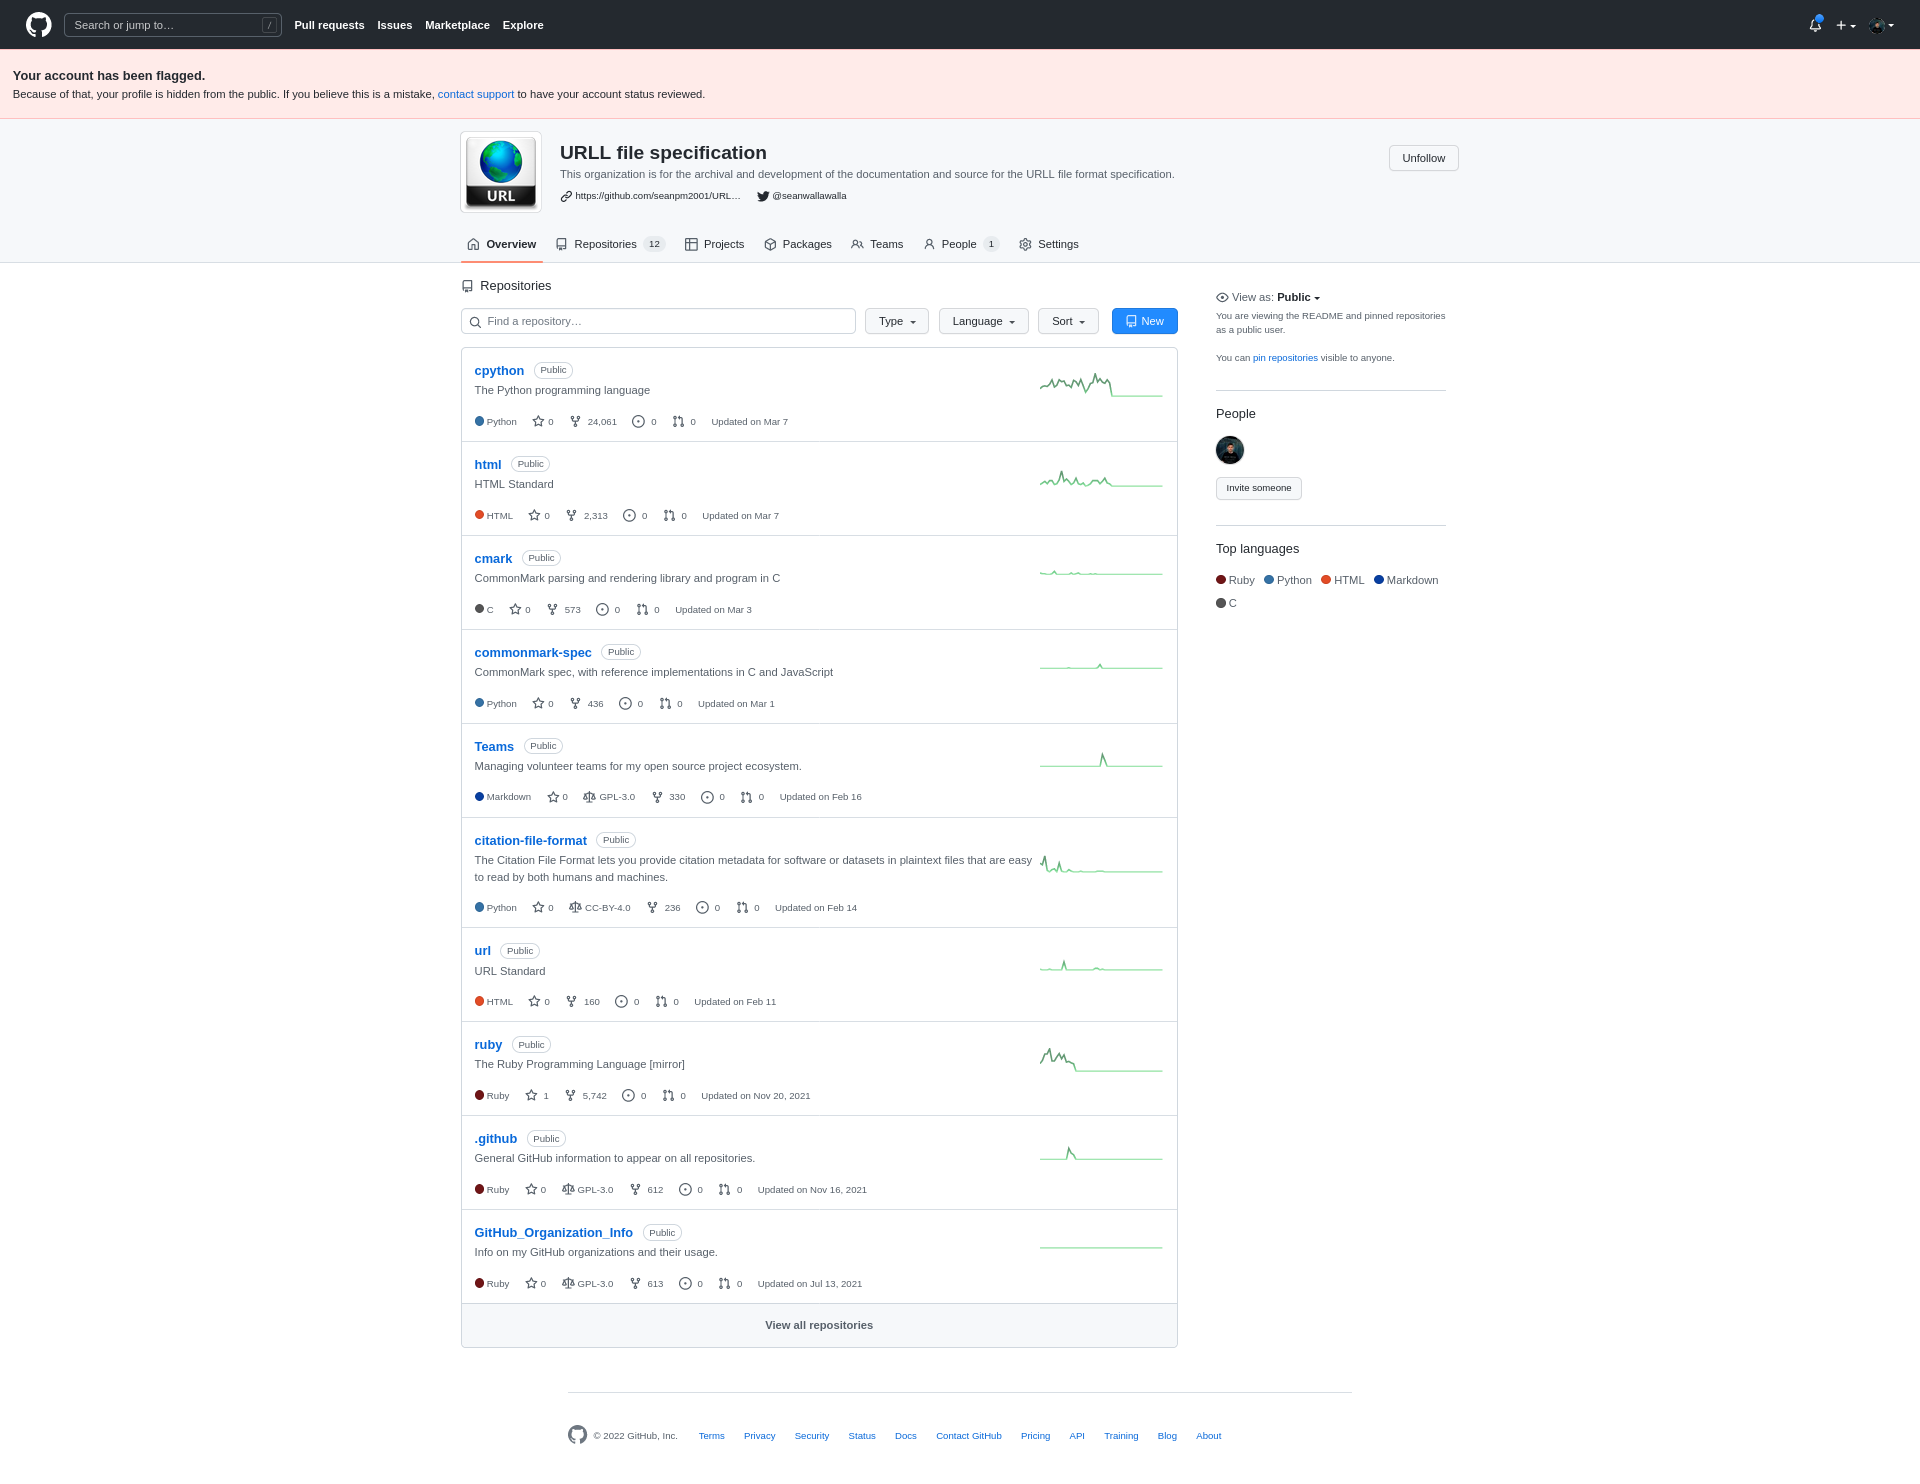 Search or jump to… /
Pull requests Issues Marketplace Explore
Your account has been flagged.
Because of that, your profile is hidden from the public. If you believe this is a mistake, contact support to have your account status reviewed.
URL
URLL file specification
This organization is for the archival and development of the documentation and source for the URLL file format specification.
https://github.com/seanpm2001/URL… @seanwallawalla
Unfollow
Overview Repositories 12 Projects Packages Teams People 1 Settings
Repositories
Find a repository… Type Language Sort New
cpython Public
The Python programming language
Python 0 24,061 0 0 Updated on Mar 7
html Public
HTML Standard
HTML 0 2,313 0 0 Updated on Mar 7
cmark Public
CommonMark parsing and rendering library and program in C
C 0 573 0 0 Updated on Mar 3
commonmark-spec Public
CommonMark spec, with reference implementations in C and JavaScript
Python 0 436 0 0 Updated on Mar 1
Teams Public
Managing volunteer teams for my open source project ecosystem.
Markdown 0 GPL-3.0 330 0 0 Updated on Feb 16
citation-file-format Public
The Citation File Format lets you provide citation metadata for software or datasets in plaintext files that are easy
to read by both humans and machines.
Python 0 CC-BY-4.0 236 0 0 Updated on Feb 14
url Public
URL Standard
HTML 0 160 0 0 Updated on Feb 11
ruby Public
The Ruby Programming Language [mirror]
Ruby 1 5,742 0 0 Updated on Nov 20, 2021
.github Public
General GitHub information to appear on all repositories.
Ruby 0 GPL-3.0 612 0 0 Updated on Nov 16, 2021
GitHub_Organization_Info Public
Info on my GitHub organizations and their usage.
Ruby 0 GPL-3.0 613 0 0 Updated on Jul 13, 2021
View all repositories
View as: Public
You are viewing the README and pinned repositories
as a public user.
You can pin repositories visible to anyone.
People
Invite someone
Top languages
Ruby Python HTML Markdown
C
© 2022 GitHub, Inc. Terms Privacy Security Status Docs Contact GitHub Pricing API Training Blog About